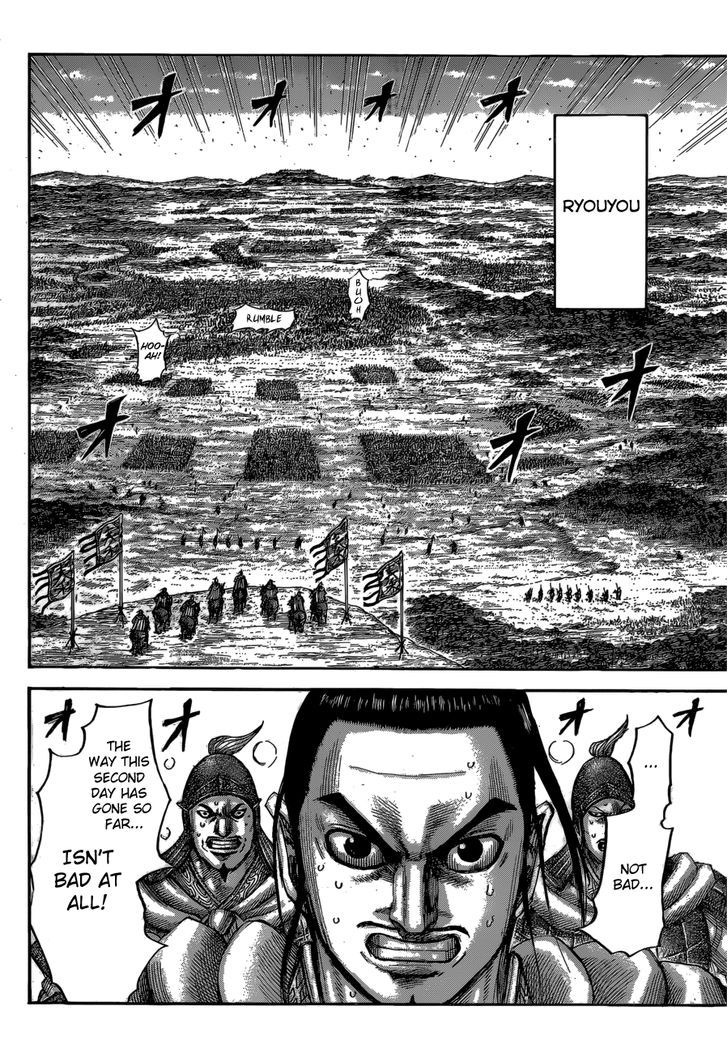 オ
オ
オ
オ
RYOUYOU
BUOH
RUMBLE
HOO-
AH!
オ
オ
オ
オ
オ
...
NOT
BAD...
オ
オ
THE
WAY THIS
SECOND
DAY HAS
GONE SO
FAR...
ISN'T
BAD AT
ALL!